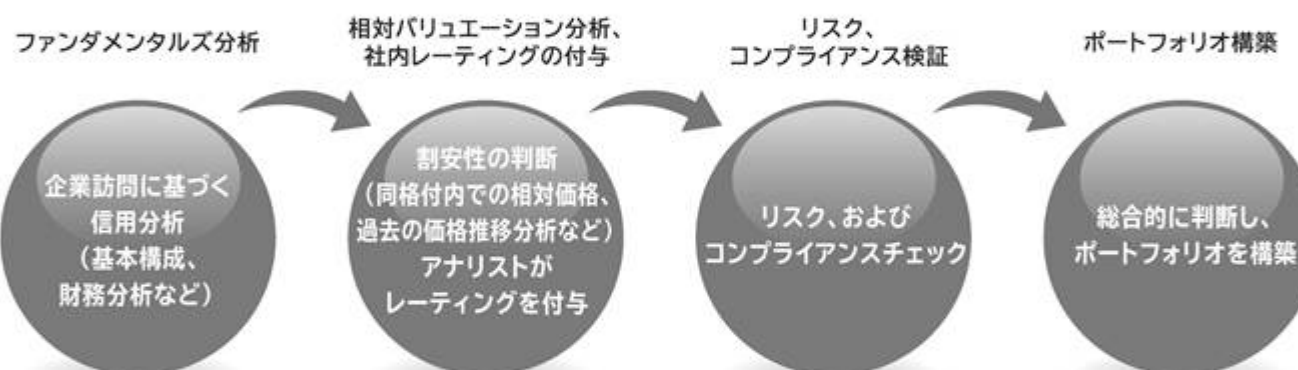 ファンダメンタルズ分析
相対バリュエーション分析、
社内レーティングの付与
リスク、
コンプライアンス検証
ポートフォリオ構築
企業訪問に基づく
信用分析
（基本構成、
財務分析など）
割安性の判断
（同格付内での相対価格、
過去の価格推移分析など）
アナリストが
レーティングを付与
リスク、および
コンプライアンスチェック
総合的に判断し、
ポートフォリオを構築